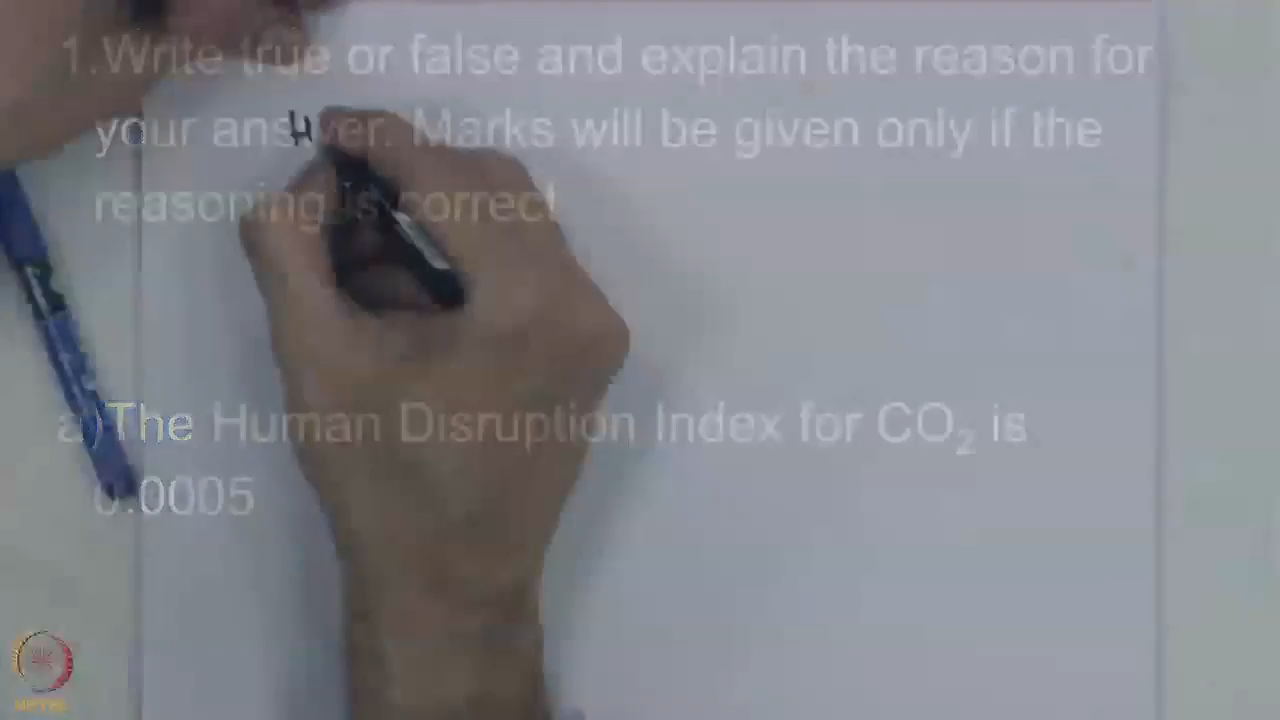 1.Write true or false and explain the reason for
your answer. Marks will be given only if the
reasoning is correct
H
a)The Human Disruption Index for CO2 is
0.0005
NPTEL